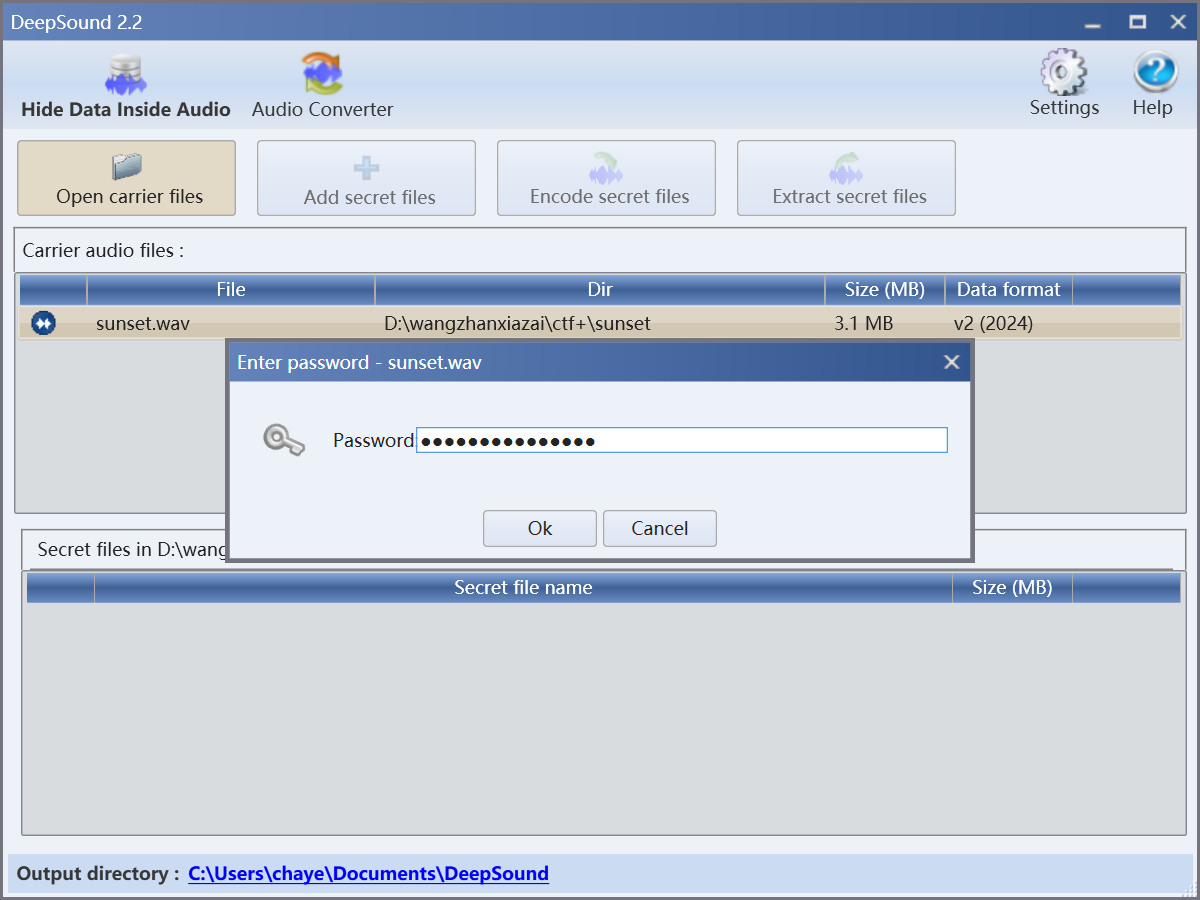 DeepSound 2.2
Hide Data Inside Audio Audio Converter Settings Help
Open carrier files Add secret files Encode secret files Extract secret files
Carrier audio files :
File Dir Size (MB) Data format
sunset.wav D:\wangzhanxiazai\ctf+\sunset 3.1 MB v2 (2024)
Enter password - sunset.wav
Password: ●●●●●●●●●●●●●●●
Ok Cancel
Secret files in D:\wang
Secret file name Size (MB)
Output directory : C:\Users\chaye\Documents\DeepSound